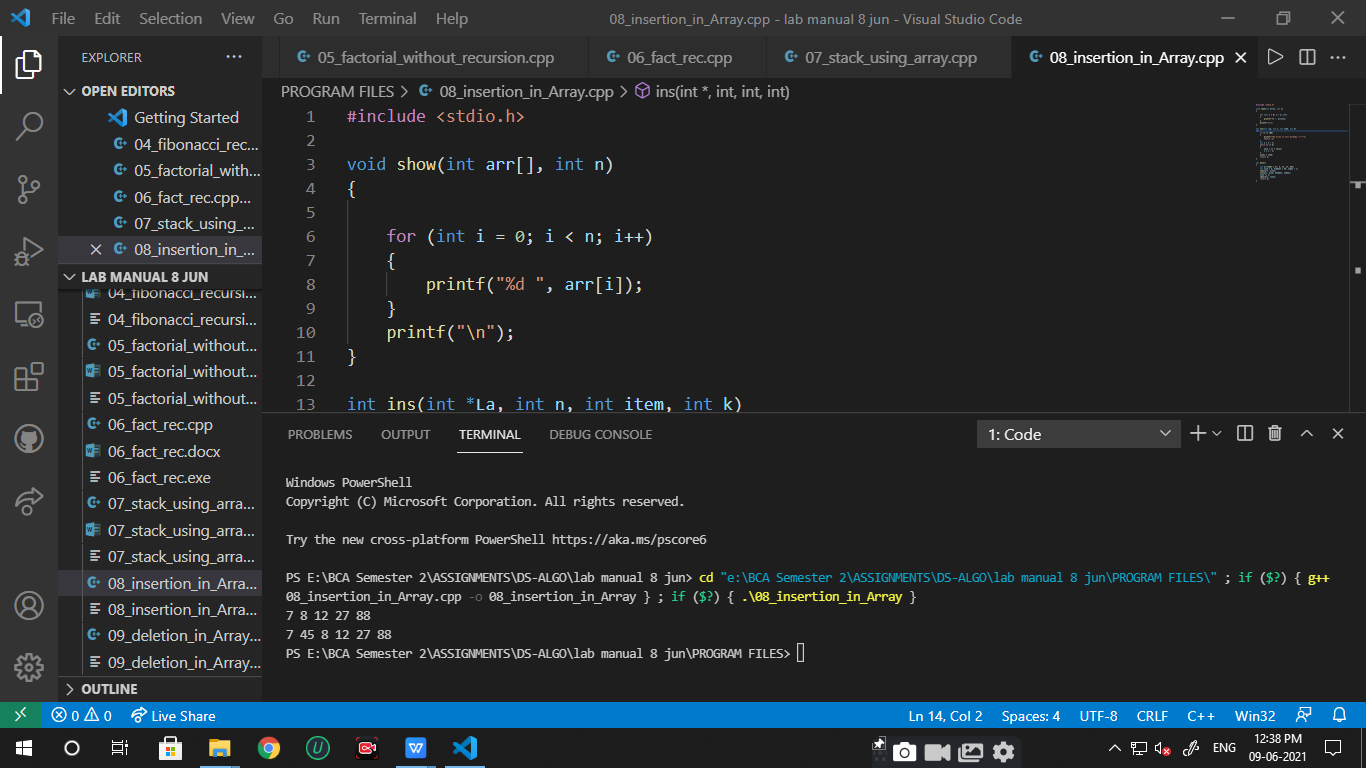 File Edit Selection View Go Run Terminal Help
08_insertion_in_Array.cpp - lab manual 8 jun - Visual Studio Code
EXPLORER
05_factorial_without_recursion.cpp
06_fact_rec.cpp
07_stack_using_array.cpp
08_insertion_in_Array.cpp
OPEN EDITORS
Getting Started
04_fibonacci_rec...
05_factorial_with...
06_fact_rec.cpp...
07_stack_using_...
08_insertion_in_...
LAB MANUAL 8 JUN
04_fibonacci_recursi...
04_fibonacci_recursi...
05_factorial_without...
05_factorial_without...
05_factorial_without...
06_fact_rec.cpp
06_fact_rec.docx
06_fact_rec.exe
07_stack_using_arra...
07_stack_using_arra...
07_stack_using_arra...
08_insertion_in_Arra...
08_insertion_in_Arra...
09_deletion_in_Array...
09_deletion_in_Array...
OUTLINE
PROGRAM FILES > 08_insertion_in_Array.cpp > ins(int *, int, int, int)
1 #include <stdio.h>
2
3 void show(int arr[], int n)
4 {
5
6 for (int i = 0; i < n; i++)
7 {
8 printf("%d ", arr[i]);
9 }
10 printf("\n");
11 }
12
13 int ins(int *La, int n, int item, int k)
PROBLEMS OUTPUT TERMINAL DEBUG CONSOLE
1: Code
Windows PowerShell
Copyright (C) Microsoft Corporation. All rights reserved.
Try the new cross-platform PowerShell https://aka.ms/pscore6
PS E:\BCA Semester 2\ASSIGNMENTS\DS-ALGO\lab manual 8 jun> cd "e:\BCA Semester 2\ASSIGNMENTS\DS-ALGO\lab manual 8 jun\PROGRAM FILES\" ; if ($?) { g++
08_insertion_in_Array.cpp -o 08_insertion_in_Array } ; if ($?) { .\08_insertion_in_Array }
7 8 12 27 88
7 45 8 12 27 88
PS E:\BCA Semester 2\ASSIGNMENTS\DS-ALGO\lab manual 8 jun\PROGRAM FILES>
0 0 Live Share
Ln 14, Col 2 Spaces: 4 UTF-8 CRLF C++ Win32
ENG
12:38 PM
09-06-2021